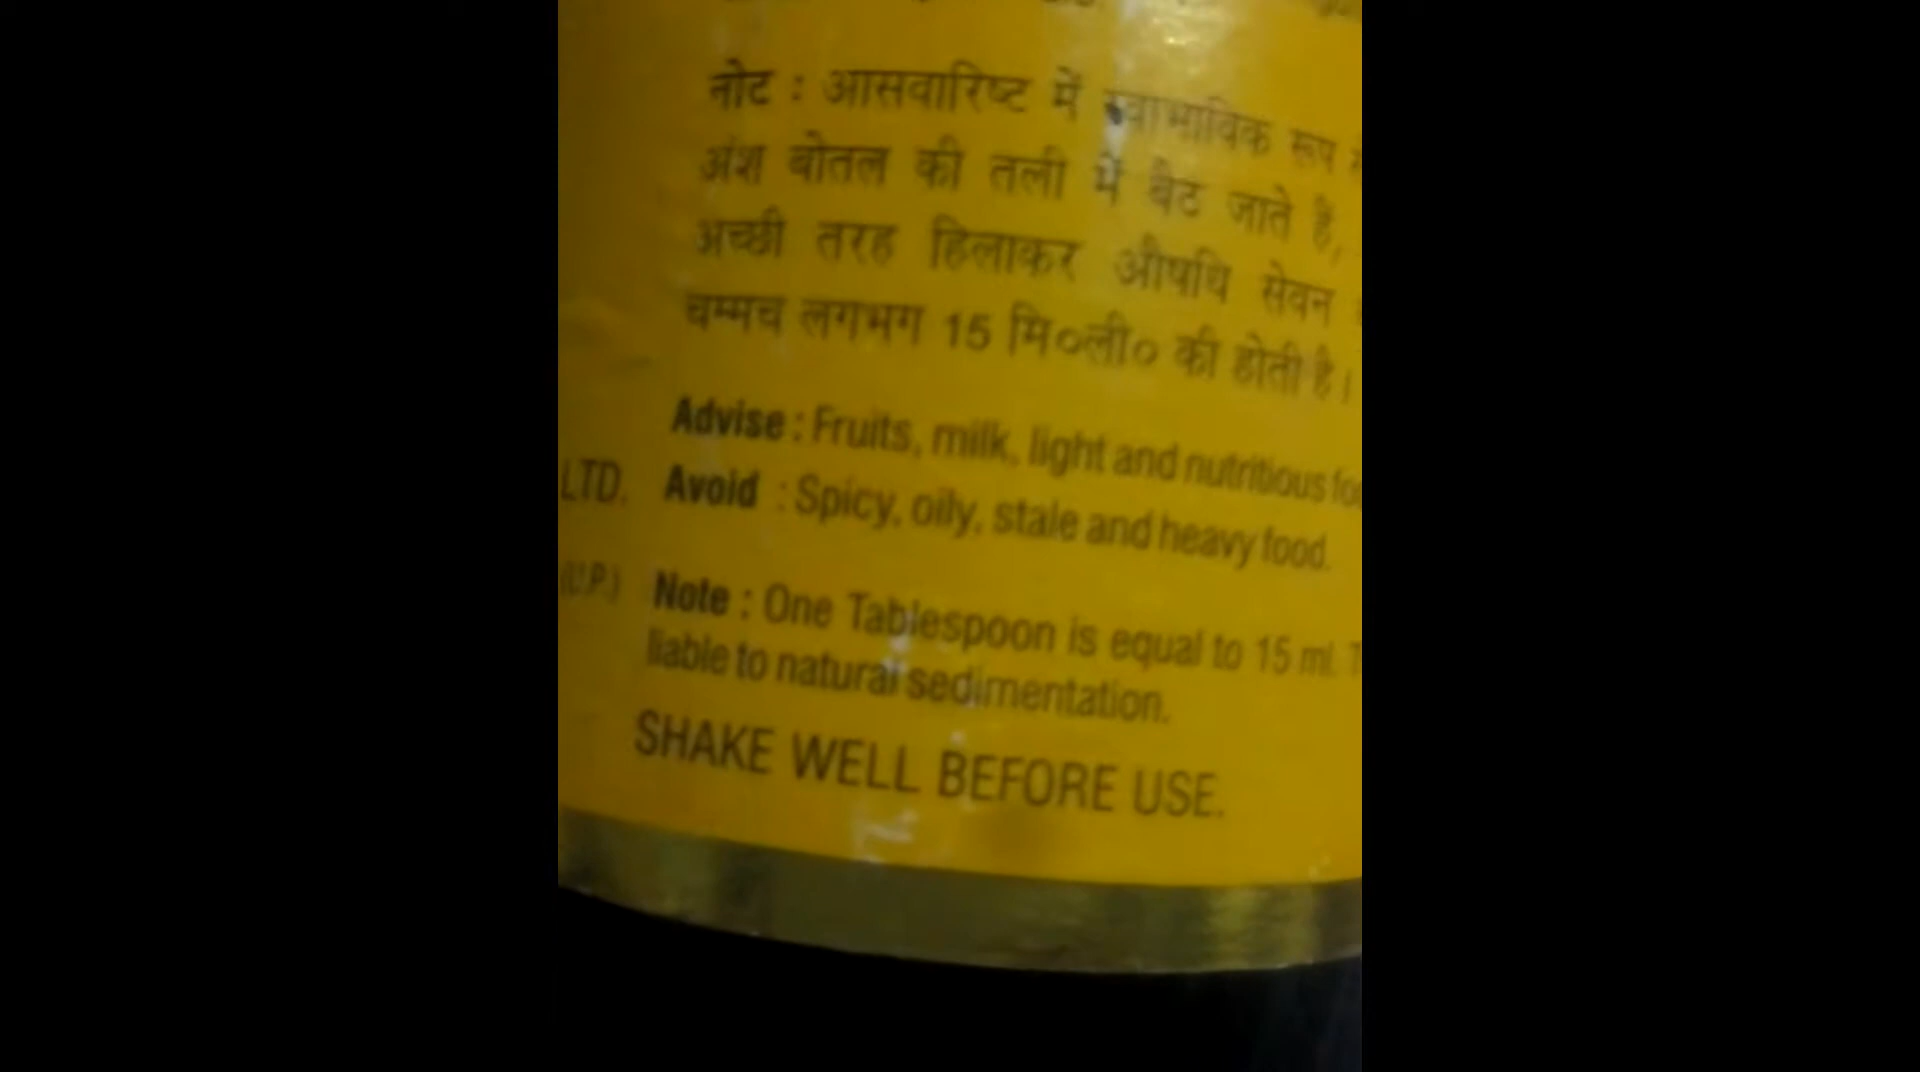 नोट : आसवारिष्ट में स्वाभाविक रूप
अंश बोतल की तली में बैठ जाते हैं,
अच्छी तरह हिलाकर औषधि सेवन
चम्मच लगभग 15 मि०ली० की होती है।
Advise : Fruits, milk, light and nutritious
LTD. Avoid : Spicy, oily, stale and heavy food.
(U.P.) Note : One Tablespoon is equal to 15 ml.
liable to natural sedimentation.
SHAKE WELL BEFORE USE.